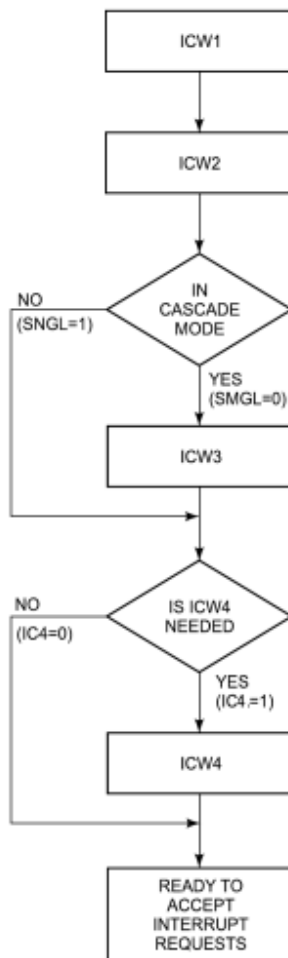 ICW1
ICW2
IN
CASCADE
MODE
NO
(SNGL=1)
YES
(SMGL=0)
ICW3
IS ICW4
NEEDED
NO
(IC4=0)
YES
(IC4.=1)
ICW4
READY TO
ACCEPT
INTERRUPT
REQUESTS